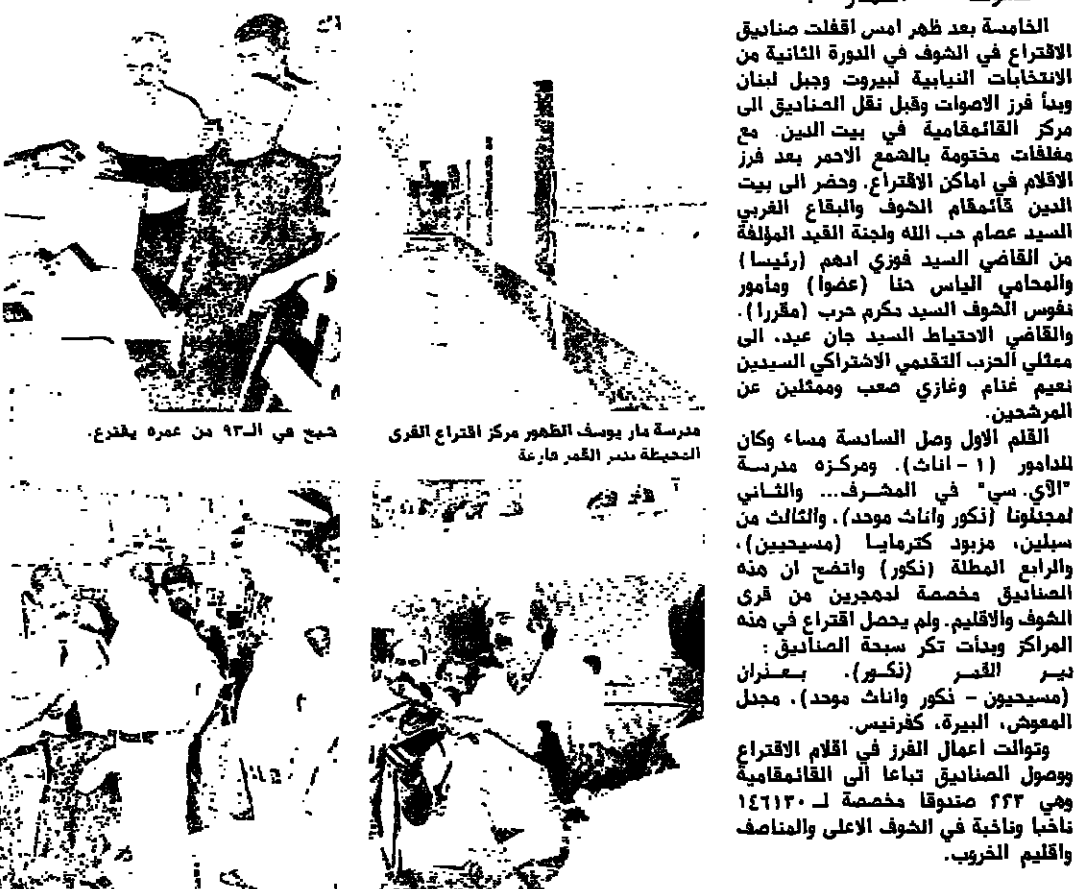 الخامسة بعد ظهر امس اقفلت صناديق
الاقتراع في الشوف في الدورة الثانية من
الانتخابات النيابية لبيروت وجبل لبنان
وبدأ فرز الاصوات وقبل نقل الصناديق الى
مركز القائمقامية في بيت الدين. مع
مغلفات مختومة بالشمع الاحمر بعد فرز
الاقلام في اماكن الاقتراع. وحضر الى بيت
الدين قائمقام الشوف والبقاع الغربي
السيد عصام حب الله ولجنة القيد المؤلفة
من القاضي السيد فوزي ادهم (رئيسا)
والمحامي الياس حنا (عضوا) ومأمور
نفوس الشوف السيد مكرم حرب (مقررا).
والقاضي الاحتياط السيد جان عيد، الى
ممثلي الحزب التقدمي الاشتراكي السيدين
نعيم غنام وغازي صعب وممثلين عن
المرشحين.
القلم الاول وصل السادسة مساء وكان
للدامور (١ - اناث). ومركزه مدرسة
"الآي. سي" في المشرف... والثاني
لمجدلونا (ذكور واناث موحد)، والثالث من
سبلين، مزبود كترمايا (مسيحيين)،
والرابع المطلة (ذكور) واتضح ان هذه
الصناديق مخصصة لمهجرين من قرى
الشوف والاقليم. ولم يحصل اقتراع في هذه
المراكز وبدأت تكر سبحة الصناديق:
دير القمر (ذكور). بعذران
(مسيحيون - ذكور واناث موحد). مجدل
المعوش، البيرة، كفرنيس.
وتوالت اعمال الفرز في اقلام الاقتراع
ووصول الصناديق تباعا الى القائمقامية
وهي ٢٢٣ صندوقا مخصصة لـ ١٤٦١٣٠
ناخبا وناخبة في الشوف الاعلى والمناصف
واقليم الخروب.
مدرسة مار يوسف الظهور مركز اقتراع القرى
المحيطة بدير القمر فارغة
شيخ في الـ٩٣ من عمره يقترع.